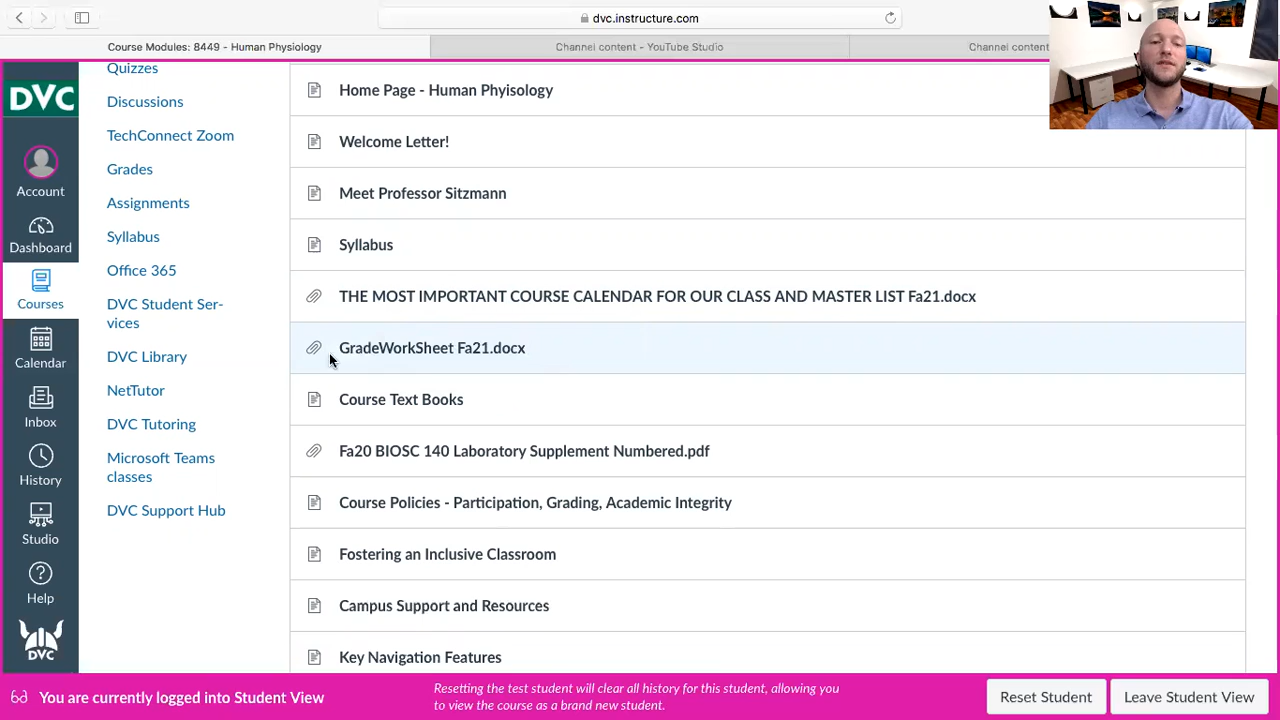 dvc.instructure.com
Course Modules: 8449 - Human Physiology
Channel content - YouTube Studio
Channel content
DVC
Account
Dashboard
Courses
Calendar
Inbox
History
Studio
Help
DVC
Quizzes
Discussions
TechConnect Zoom
Grades
Assignments
Syllabus
Office 365
DVC Student Ser-
vices
DVC Library
NetTutor
DVC Tutoring
Microsoft Teams
classes
DVC Support Hub
Home Page - Human Phyisology
Welcome Letter!
Meet Professor Sitzmann
Syllabus
THE MOST IMPORTANT COURSE CALENDAR FOR OUR CLASS AND MASTER LIST Fa21.docx
GradeWorkSheet Fa21.docx
Course Text Books
Fa20 BIOSC 140 Laboratory Supplement Numbered.pdf
Course Policies - Participation, Grading, Academic Integrity
Fostering an Inclusive Classroom
Campus Support and Resources
Key Navigation Features
You are currently logged into Student View
Resetting the test student will clear all history for this student, allowing you
to view the course as a brand new student.
Reset Student
Leave Student View